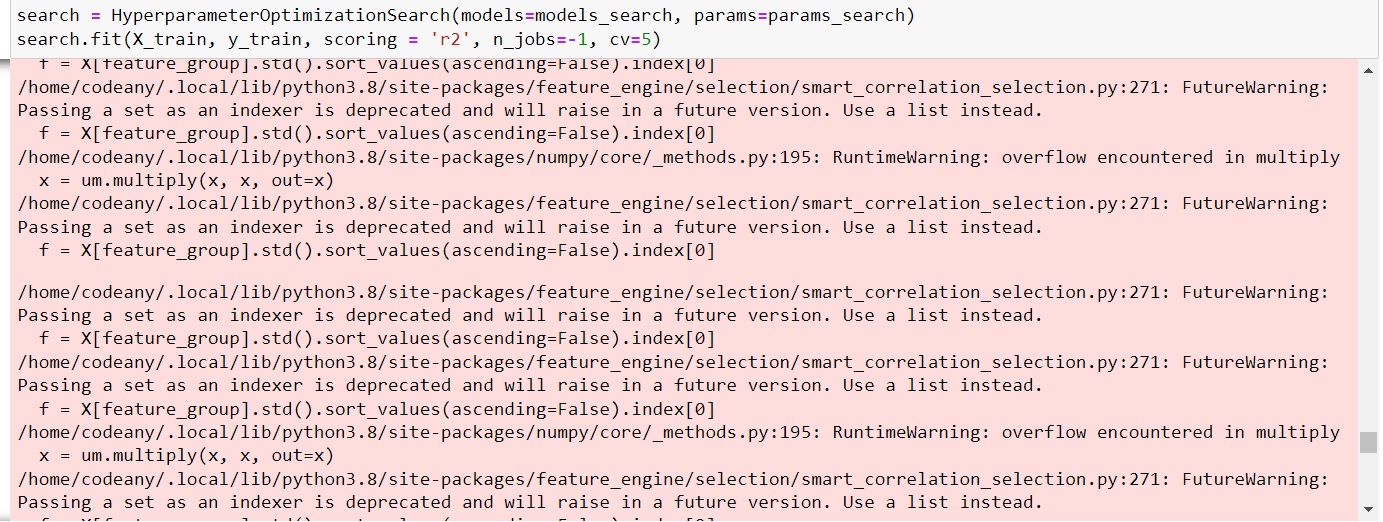 search = HyperparameterOptimizationSearch(models=models_search, params=params_search)
search.fit(X_train, y_train, scoring = 'r2', n_jobs=-1, cv=5)
f = X[feature_group].std().sort_values(ascending=False).index[0]
/home/codeany/.local/lib/python3.8/site-packages/feature_engine/selection/smart_correlation_selection.py:271: FutureWarning:
Passing a set as an indexer is deprecated and will raise in a future version. Use a list instead.
f = X[feature_group].std().sort_values(ascending=False).index[0]
/home/codeany/.local/lib/python3.8/site-packages/numpy/core/_methods.py:195: RuntimeWarning: overflow encountered in multiply
x = um.multiply(x, x, out=x)
/home/codeany/.local/lib/python3.8/site-packages/feature_engine/selection/smart_correlation_selection.py:271: FutureWarning:
Passing a set as an indexer is deprecated and will raise in a future version. Use a list instead.
f = X[feature_group].std().sort_values(ascending=False).index[0]
/home/codeany/.local/lib/python3.8/site-packages/feature_engine/selection/smart_correlation_selection.py:271: FutureWarning:
Passing a set as an indexer is deprecated and will raise in a future version. Use a list instead.
f = X[feature_group].std().sort_values(ascending=False).index[0]
/home/codeany/.local/lib/python3.8/site-packages/feature_engine/selection/smart_correlation_selection.py:271: FutureWarning:
Passing a set as an indexer is deprecated and will raise in a future version. Use a list instead.
f = X[feature_group].std().sort_values(ascending=False).index[0]
/home/codeany/.local/lib/python3.8/site-packages/numpy/core/_methods.py:195: RuntimeWarning: overflow encountered in multiply
x = um.multiply(x, x, out=x)
/home/codeany/.local/lib/python3.8/site-packages/feature_engine/selection/smart_correlation_selection.py:271: FutureWarning:
Passing a set as an indexer is deprecated and will raise in a future version. Use a list instead.